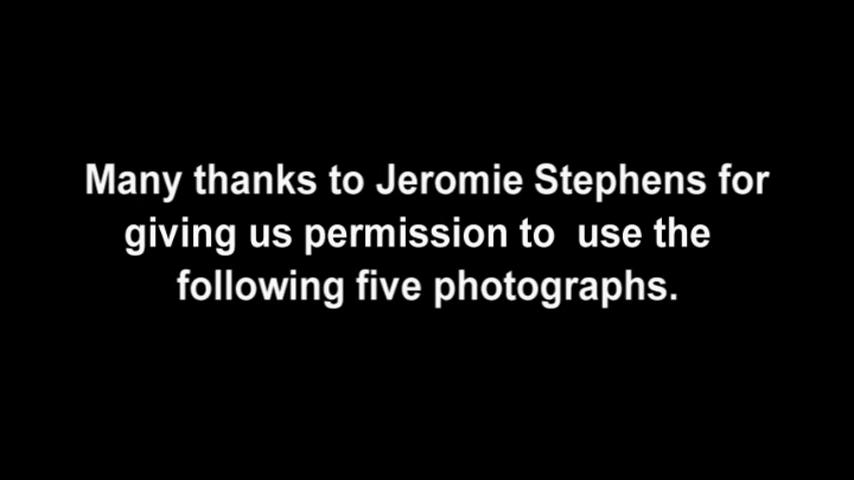 Many thanks to Jeromie Stephens for
giving us permission to  use the
following five photographs.